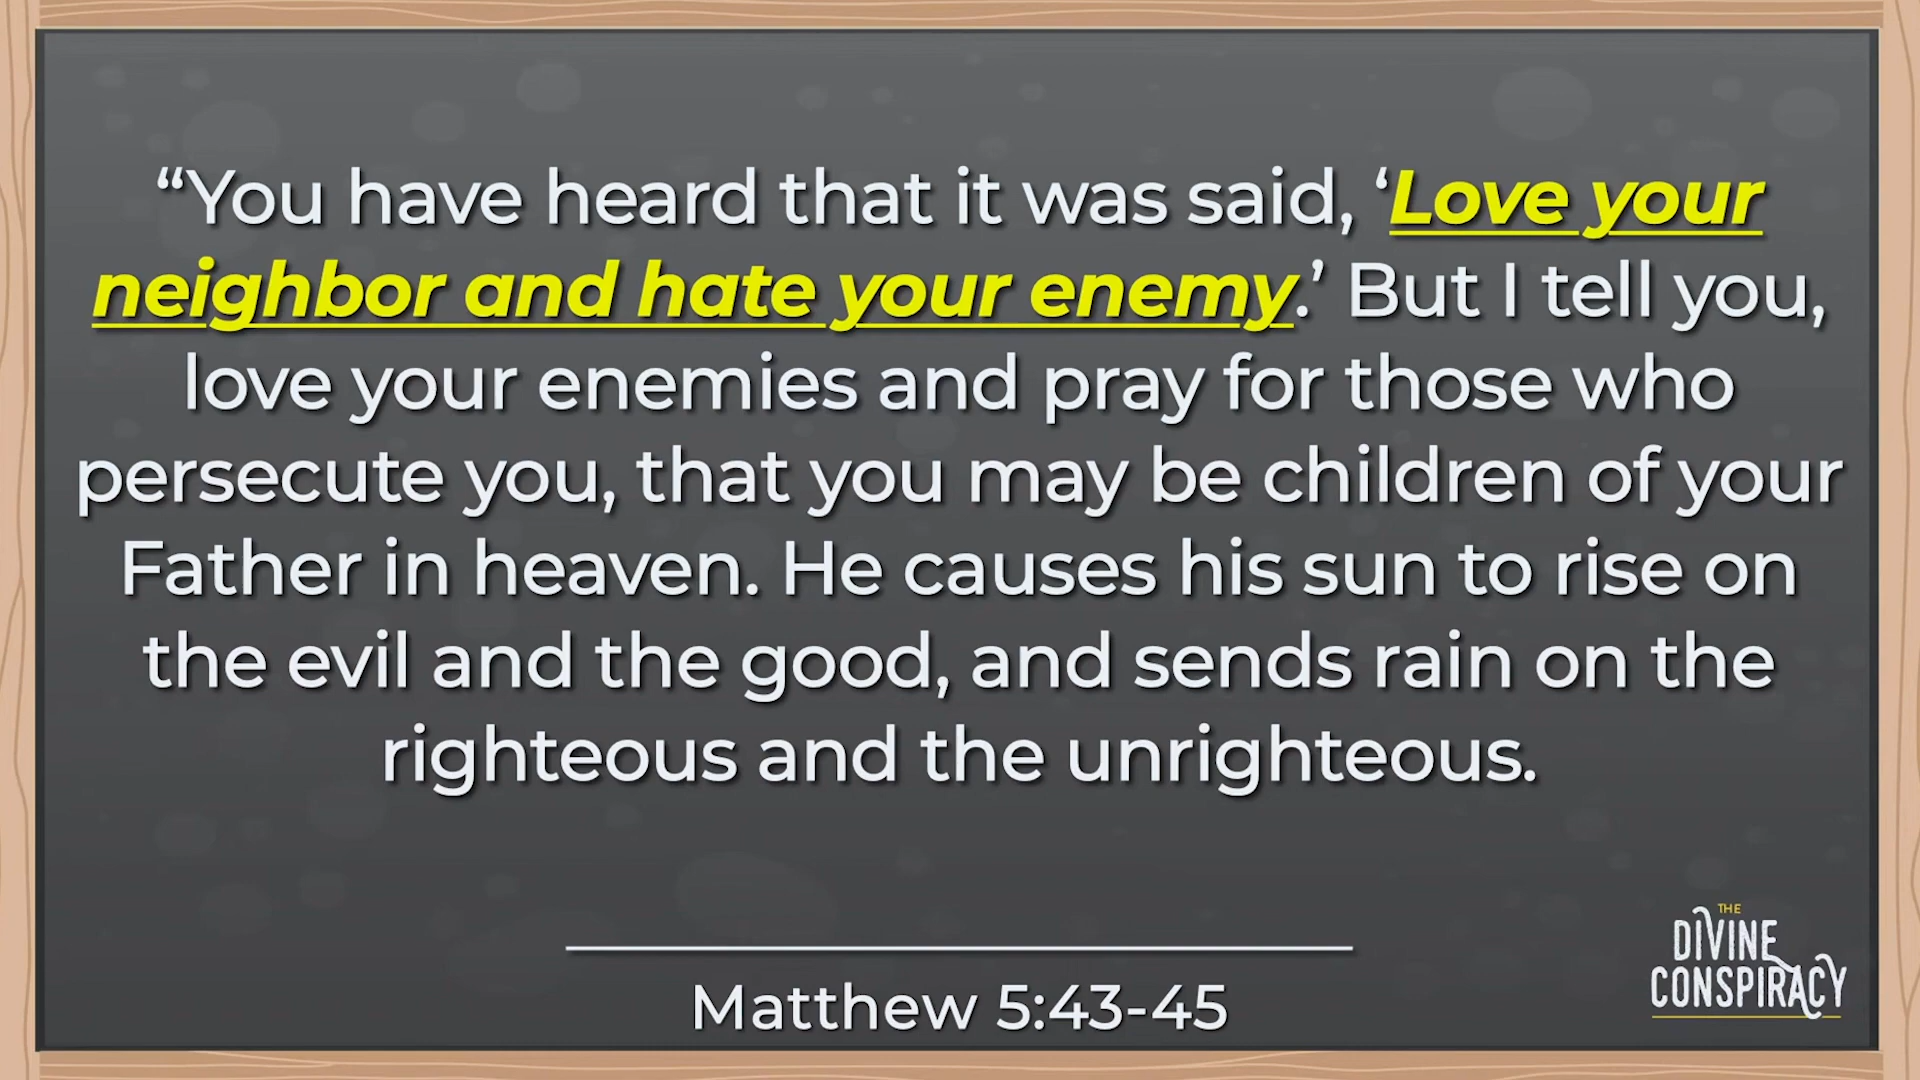 “You have heard that it was said, ‘Love your
neighbor and hate your enemy.’ But I tell you,
love your enemies and pray for those who
persecute you, that you may be children of your
Father in heaven. He causes his sun to rise on
the evil and the good, and sends rain on the
righteous and the unrighteous.
Matthew 5:43-45
THE
DIVINE
CONSPIRACY